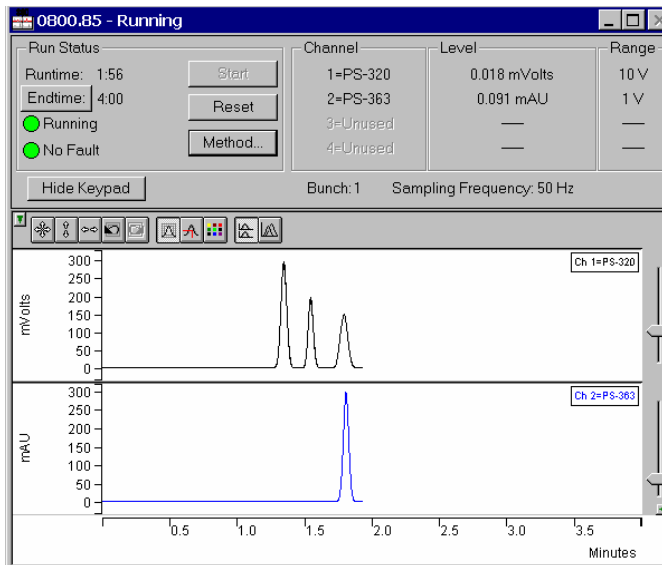 0800.85 - Running
Run Status
Runtime: 1:56
Start
Endtime: 4:00
Reset
Running
No Fault
Method...
Channel
1=PS-320
2=PS-363
3=Unused
4=Unused
Level
0.018 mVolts
0.091 mAU
Range
10 V
1 V
Hide Keypad
Bunch: 1
Sampling Frequency: 50 Hz
300
250
200
150
100
50
0
mVolts
Ch 1=PS-320
300
250
200
150
100
50
0
mAU
Ch 2=PS-363
0.5 1.0 1.5 2.0 2.5 3.0 3.5
Minutes